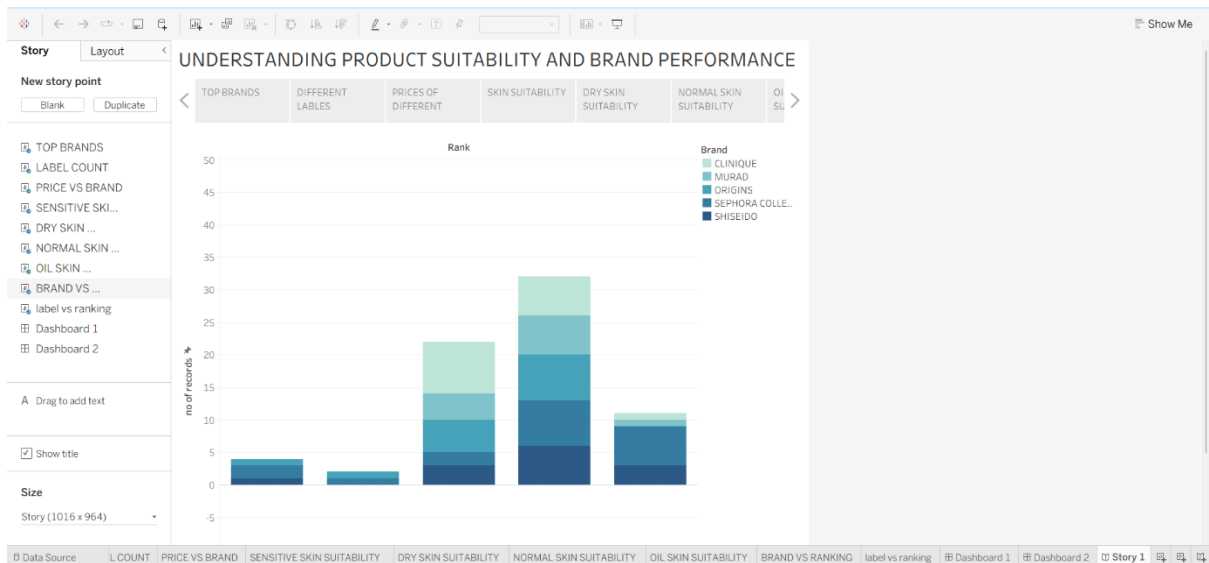 Show Me
Story Layout
New story point
Blank Duplicate
TOP BRANDS
LABEL COUNT
PRICE VS BRAND
SENSITIVE SKI...
DRY SKIN ...
NORMAL SKIN ...
OIL SKIN ...
BRAND VS ...
label vs ranking
Dashboard 1
Dashboard 2
A Drag to add text
Show title
Size
Story (1016 x 964)
UNDERSTANDING PRODUCT SUITABILITY AND BRAND PERFORMANCE
TOP BRANDS
DIFFERENT
LABLES
PRICES OF
DIFFERENT
SKIN SUITABILITY
DRY SKIN
SUITABILITY
NORMAL SKIN
SUITABILITY
OI
SU
Rank
50
45
40
35
30
25
20
15
10
5
0
-5
no of records
Brand
CLINIQUE
MURAD
ORIGINS
SEPHORA COLLE..
SHISEIDO
Data Source L COUNT PRICE VS BRAND SENSITIVE SKIN SUITABILITY DRY SKIN SUITABILITY NORMAL SKIN SUITABILITY OIL SKIN SUITABILITY BRAND VS RANKING label vs ranking Dashboard 1 Dashboard 2 Story 1